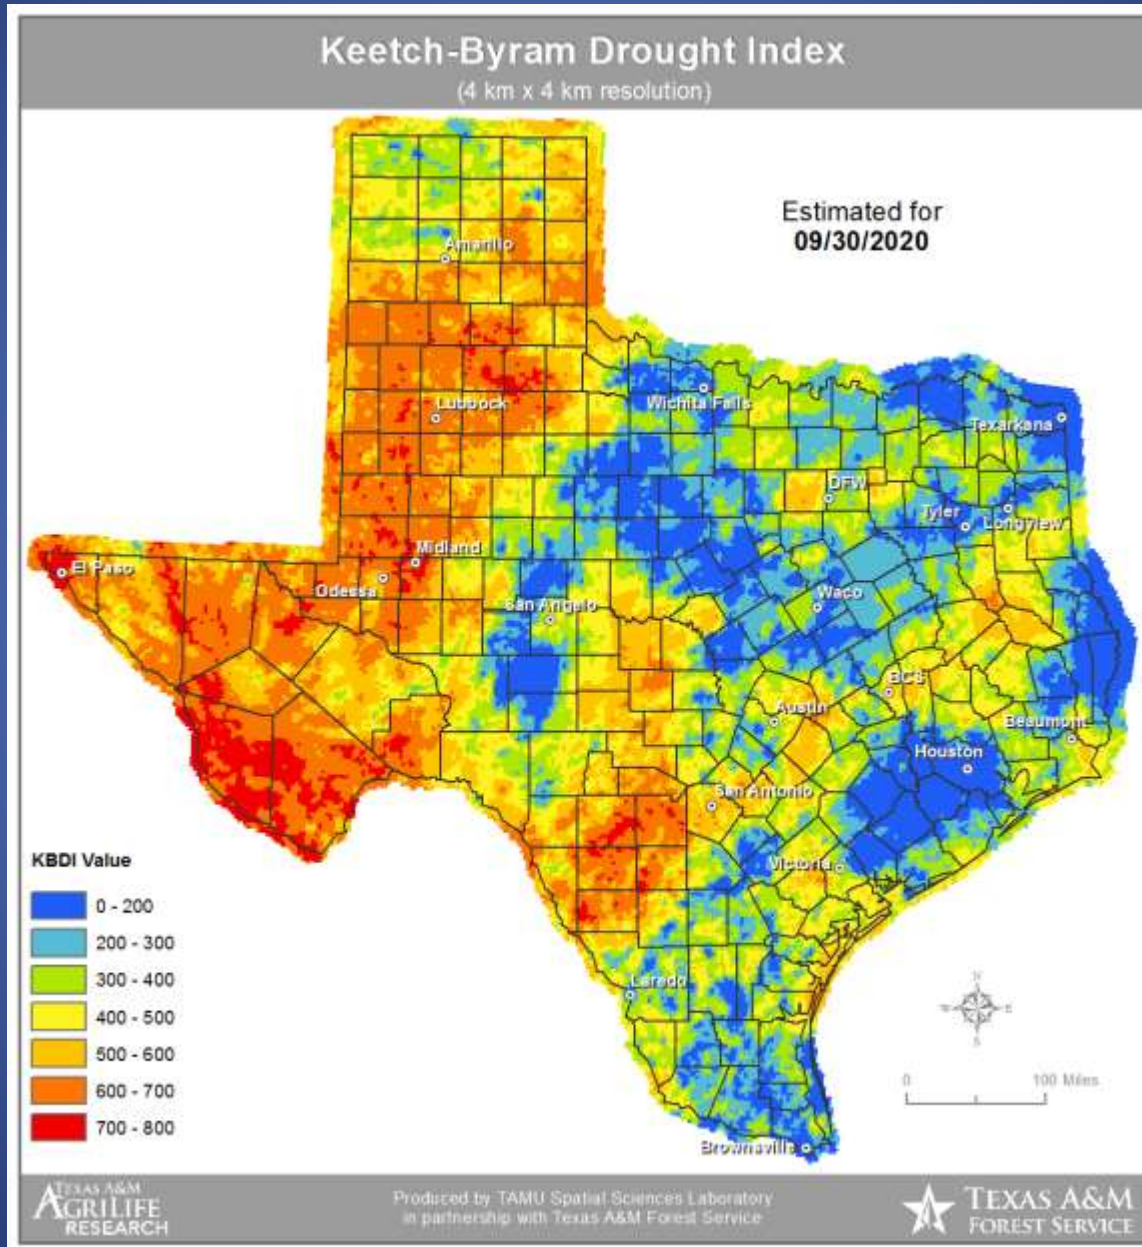 Keetch-Byram Drought Index
(4 km x 4 km resolution)
Estimated for
09/30/2020
Amarillo
Lubbock
Wichita Falls
Texarkana
DFW
Tyler
Longview
Midland
El Paso
Odessa
San Angelo
Waco
BCS
Austin
Beaumont
Houston
San Antonio
Victoria
Laredo
Brownsville
KBDI Value
0 - 200
200 - 300
300 - 400
400 - 500
500 - 600
600 - 700
700 - 800
N
W E
S
0 100 Miles
TEXAS A&M
AGRILIFE
RESEARCH
Produced by TAMU Spatial Sciences Laboratory
in partnership with Texas A&M Forest Service
TEXAS A&M
FOREST SERVICE